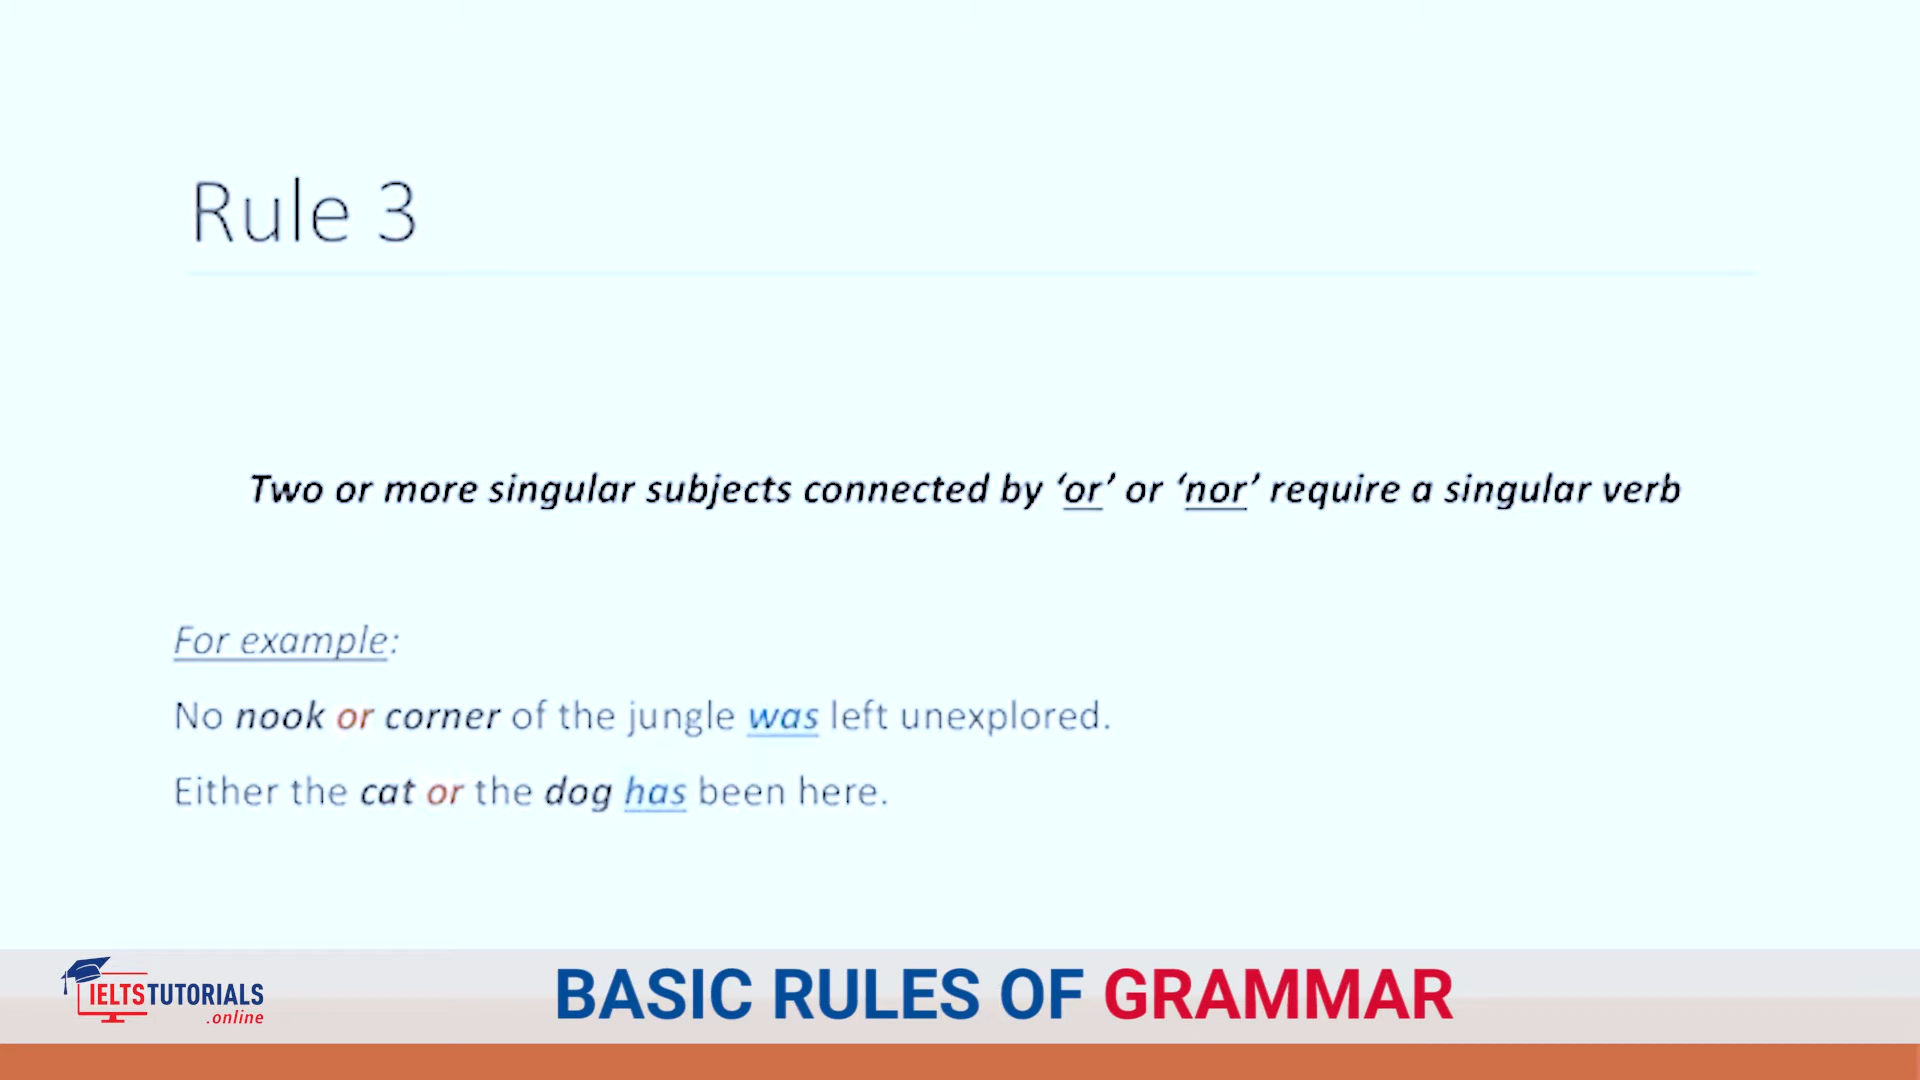 Rule 3
Two or more singular subjects connected by ‘or’ or ‘nor’ require a singular verb
For example:
No nook or corner of the jungle was left unexplored.
Either the cat or the dog has been here.
IELTSTUTORIALS
.online
BASIC RULES OF GRAMMAR